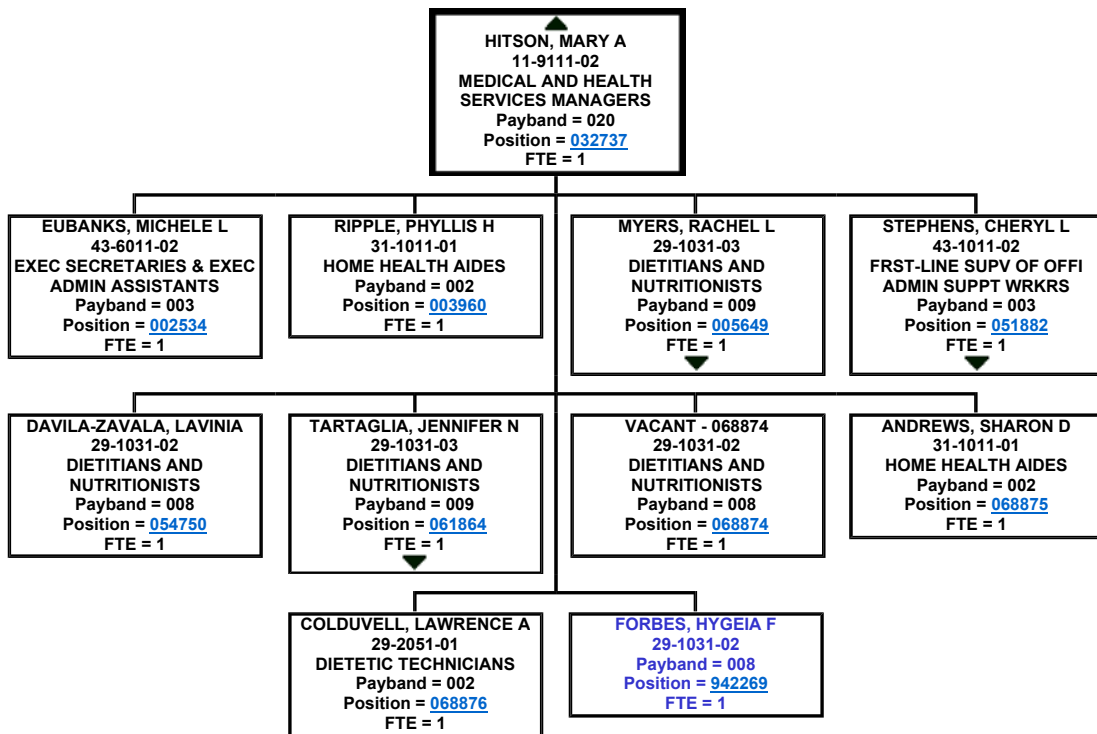 HITSON, MARY A
11-9111-02
MEDICAL AND HEALTH
SERVICES MANAGERS
Payband = 020
Position = 032737
FTE = 1
EUBANKS, MICHELE L
43-6011-02
EXEC SECRETARIES & EXEC
ADMIN ASSISTANTS
Payband = 003
Position = 002534
FTE = 1
RIPPLE, PHYLLIS H
31-1011-01
HOME HEALTH AIDES
Payband = 002
Position = 003960
FTE = 1
MYERS, RACHEL L
29-1031-03
DIETITIANS AND
NUTRITIONISTS
Payband = 009
Position = 005649
FTE = 1
STEPHENS, CHERYL L
43-1011-02
FRST-LINE SUPV OF OFFI
ADMIN SUPPT WRKRS
Payband = 003
Position = 051882
FTE = 1
DAVILA-ZAVALA, LAVINIA
29-1031-02
DIETITIANS AND
NUTRITIONISTS
Payband = 008
Position = 054750
FTE = 1
TARTAGLIA, JENNIFER N
29-1031-03
DIETITIANS AND
NUTRITIONISTS
Payband = 009
Position = 061864
FTE = 1
VACANT - 068874
29-1031-02
DIETITIANS AND
NUTRITIONISTS
Payband = 008
Position = 068874
FTE = 1
ANDREWS, SHARON D
31-1011-01
HOME HEALTH AIDES
Payband = 002
Position = 068875
FTE = 1
COLDUVELL, LAWRENCE A
29-2051-01
DIETETIC TECHNICIANS
Payband = 002
Position = 068876
FTE = 1
FORBES, HYGEIA F
29-1031-02
Payband = 008
Position = 942269
FTE = 1